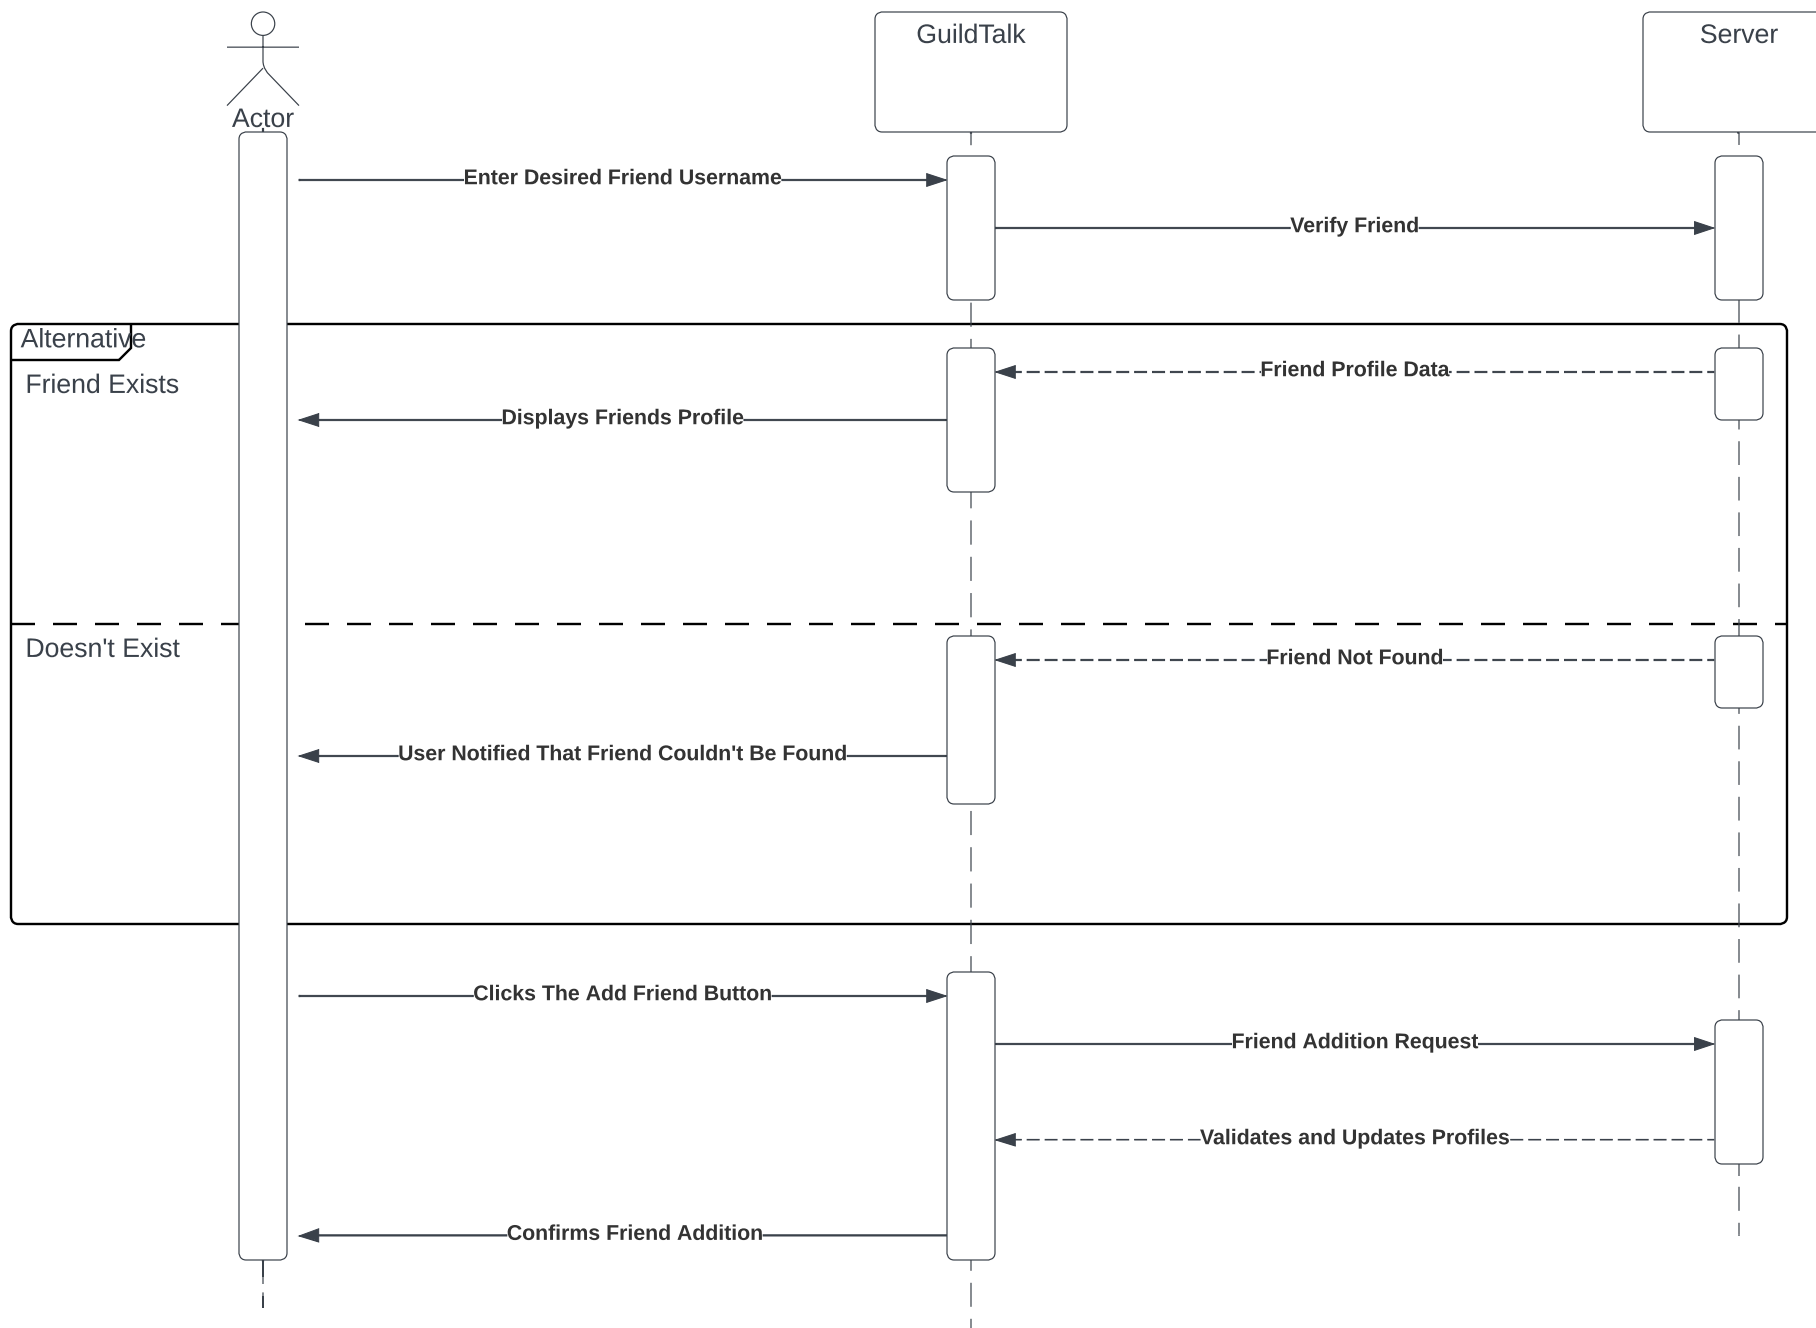 GuildTalk
Server
Actor
Enter Desired Friend Username
Verify Friend
Alternative
Friend Profile Data
Friend Exists
Displays Friends Profile
Doesn't Exist
Friend Not Found
User Notified That Friend Couldn't Be Found
Clicks The Add Friend Button
Friend Addition Request
Validates and Updates Profiles
Confirms Friend Addition